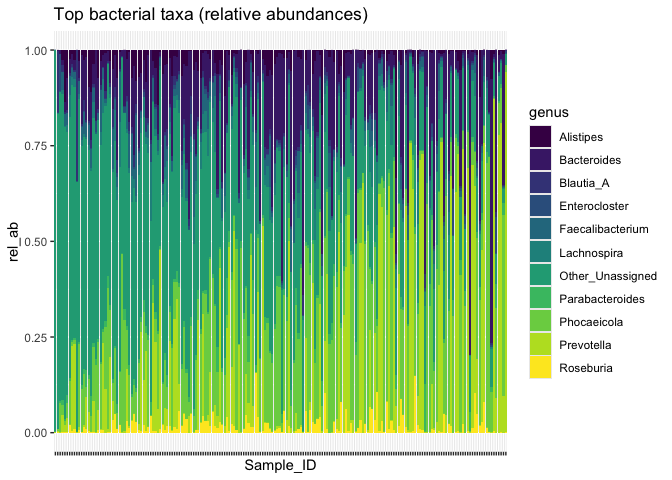 Top bacterial taxa (relative abundances)
1.00
0.75
0.50
0.25
0.00
rel_ab
Sample_ID
genus
Alistipes
Bacteroides
Blautia_A
Enterocloster
Faecalibacterium
Lachnospira
Other_Unassigned
Parabacteroides
Phocaeicola
Prevotella
Roseburia